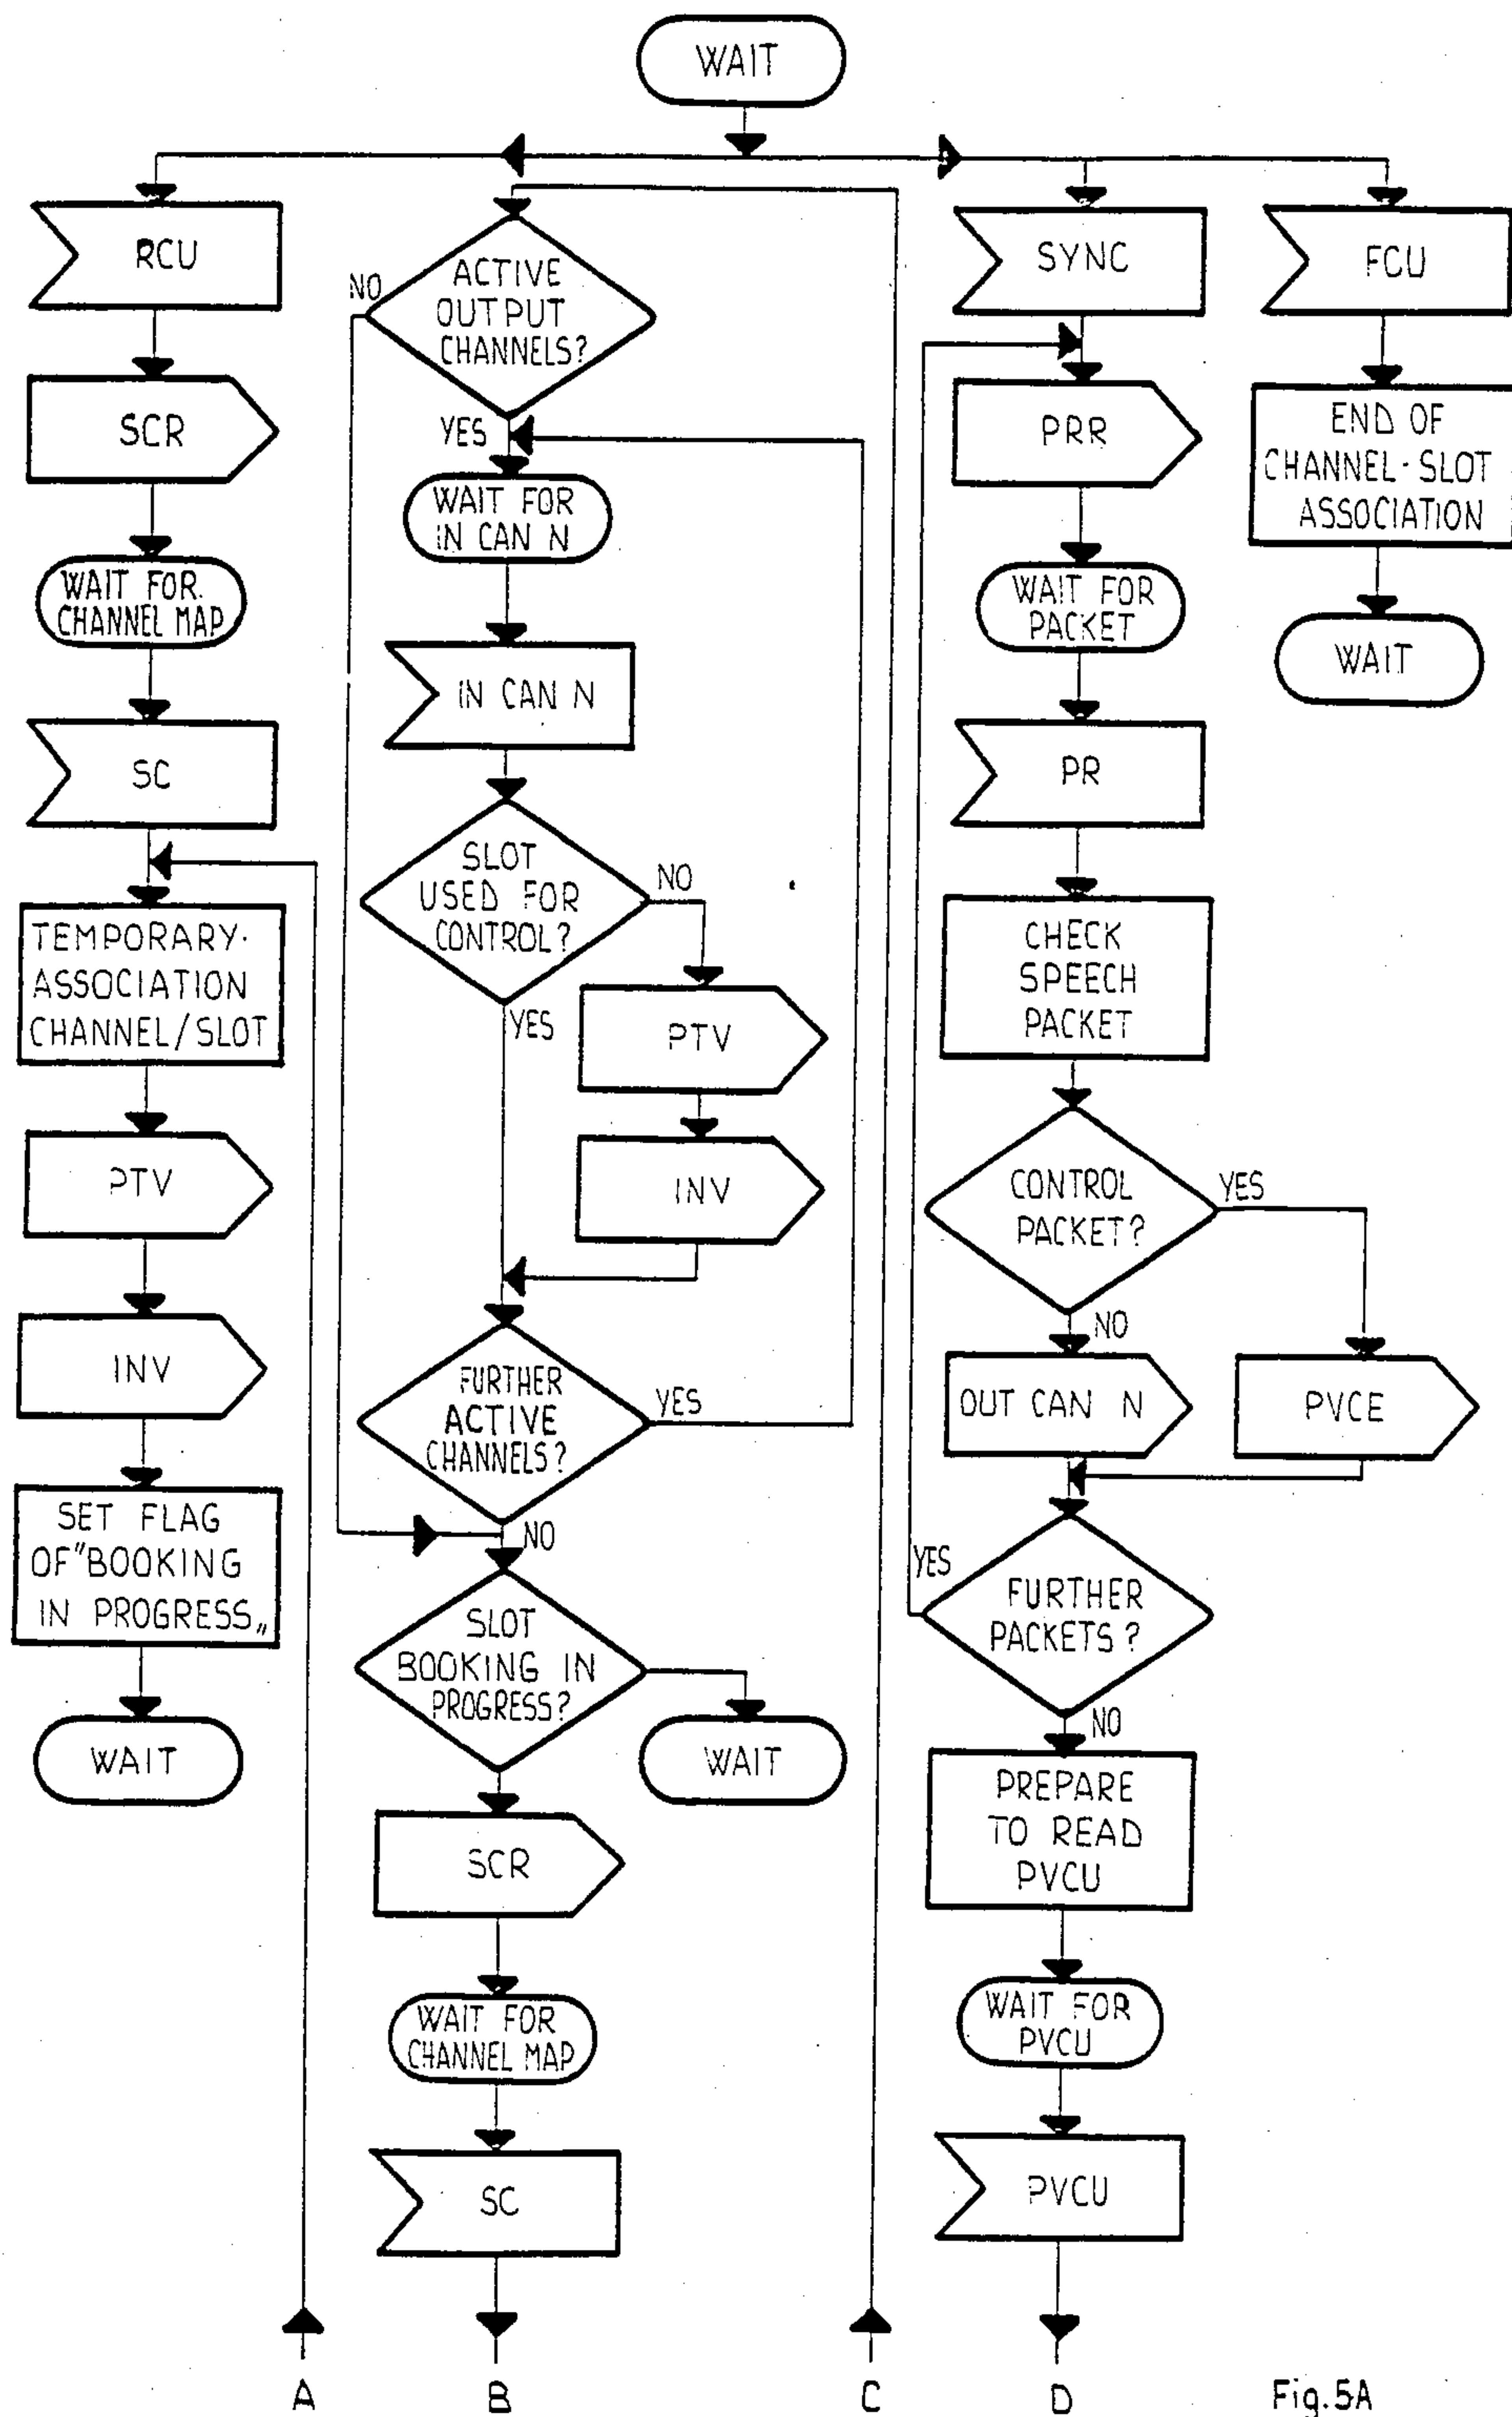 WAIT
RCU
SCR
WAIT FOR.
CHANNEL MAP
SC
TEMPORARY·
ASSOCIATION
CHANNEL/SLOT
PTV
INV
SET FLAG
OF "BOOKING
IN PROGRESS„
WAIT
ACTIVE
OUTPUT
CHANNELS?
NO
YES
WAIT FOR
IN CAN N
IN CAN N
SLOT
USED FOR
CONTROL?
NO
YES
PTV
INV
FURTHER
ACTIVE
CHANNELS?
YES
NO
SLOT
BOOKING IN
PROGRESS?
WAIT
SCR
WAIT FOR
CHANNEL MAP
SC
SYNC
PRR
WAIT FOR
PACKET
PR
CHECK
SPEECH
PACKET
CONTROL
PACKET?
YES
NO
OUT CAN N
PVCE
FURTHER
PACKETS?
YES
NO
PREPARE
TO READ
PVCU
WAIT FOR
PVCU
PVCU
FCU
END OF
CHANNEL-SLOT
ASSOCIATION
WAIT
A
B
C
D
Fig.5A